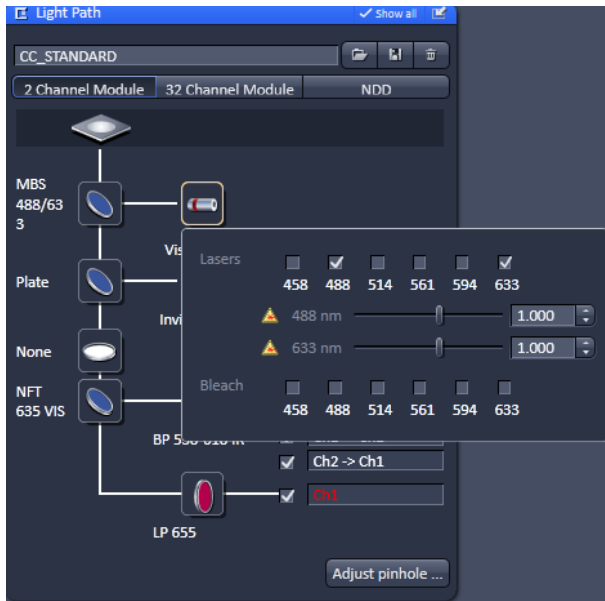 Light Path
Show all
CC_STANDARD
2 Channel Module 32 Channel Module NDD
MBS
488/63
3
Vis
Lasers
458 488 514 561 594 633
Plate
488 nm 1.000
Invi
633 nm 1.000
None
Bleach
458 488 514 561 594 633
NFT
635 VIS
Ch2 -> Ch1
Ch1
LP 655
Adjust pinhole ...